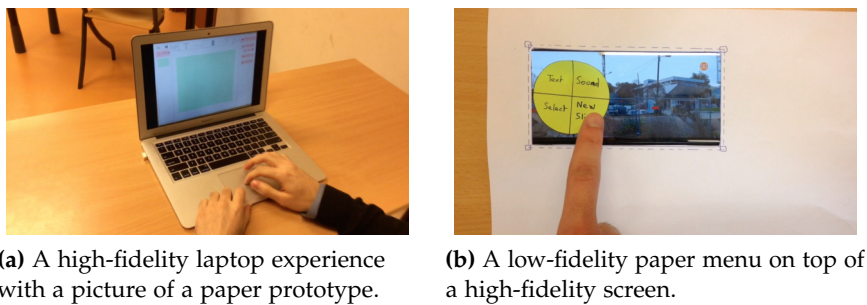 Text
Sound
Select
New
(a) A high-fidelity laptop experience
with a picture of a paper prototype.
(b) A low-fidelity paper menu on top of
a high-fidelity screen.